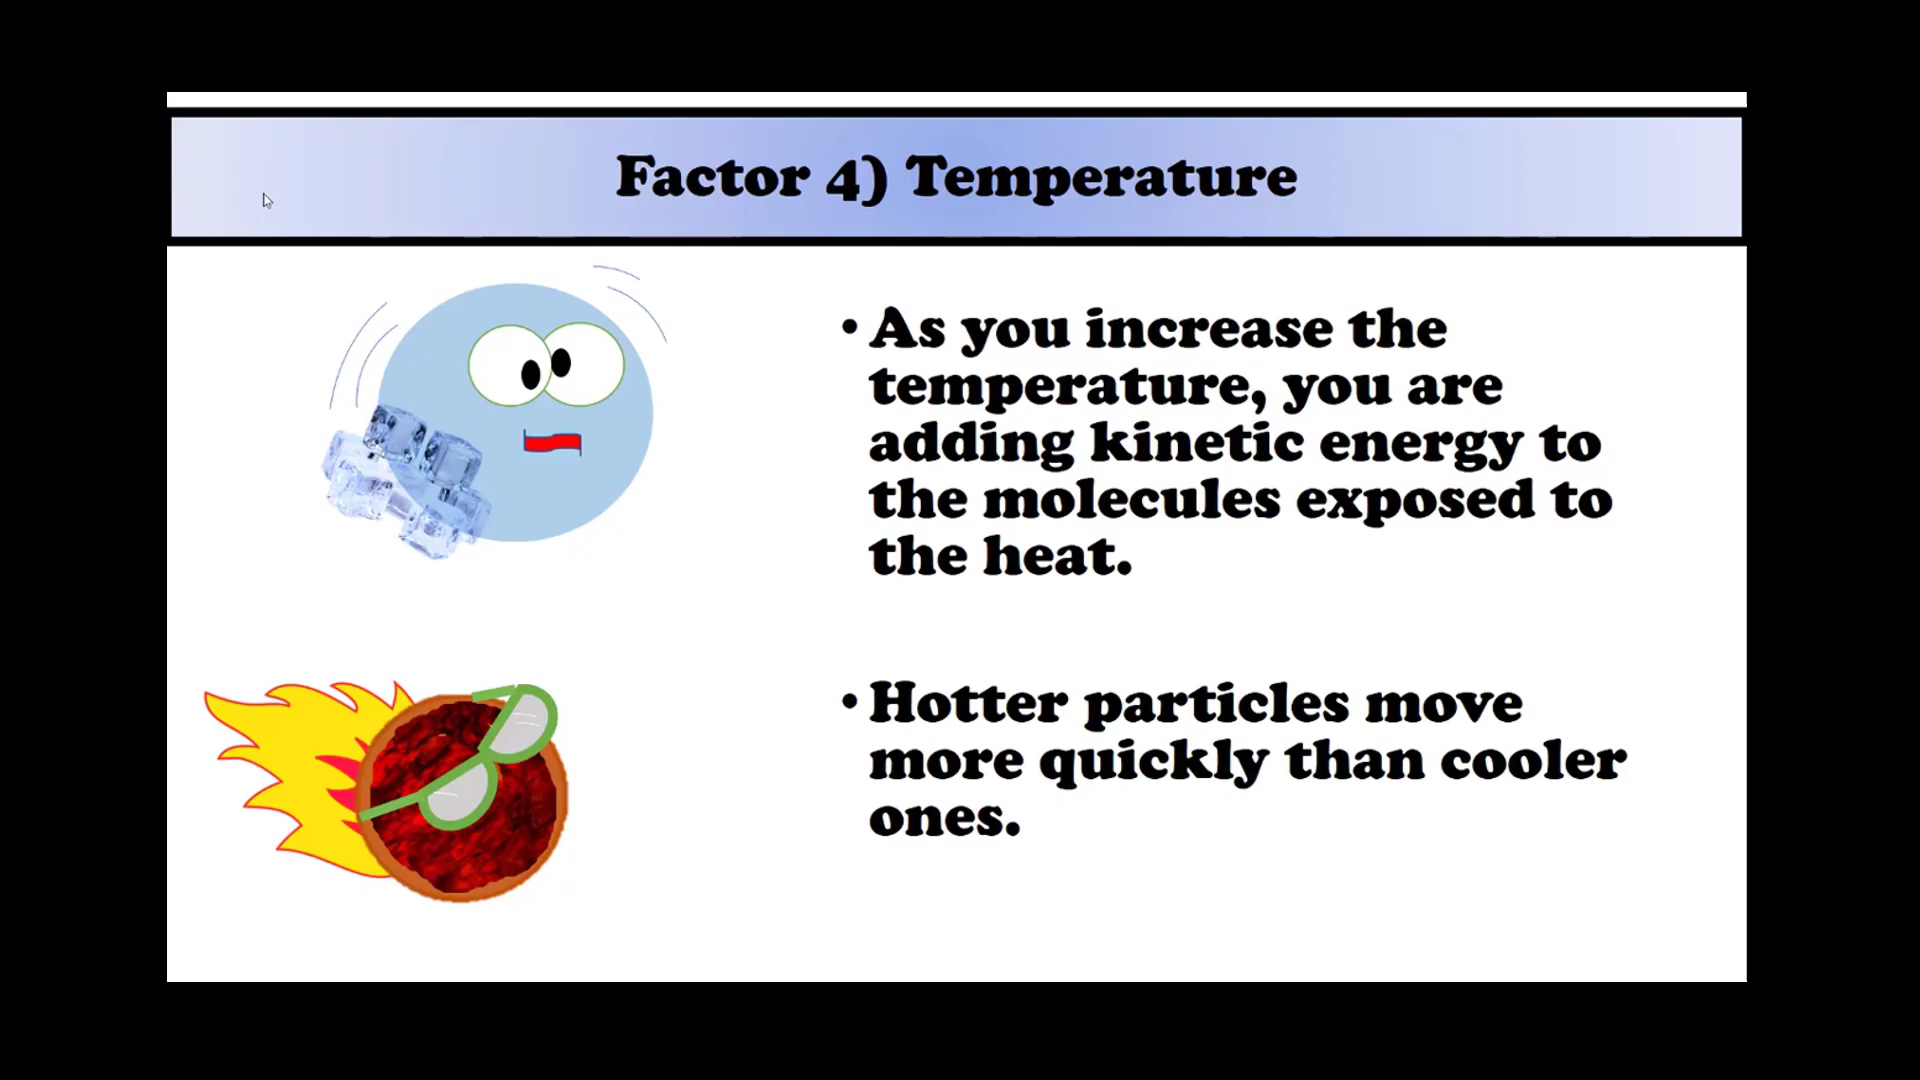 Factor 4) Temperature
• As you increase the
temperature, you are
adding kinetic energy to
the molecules exposed to
the heat.
• Hotter particles move
more quickly than cooler
ones.